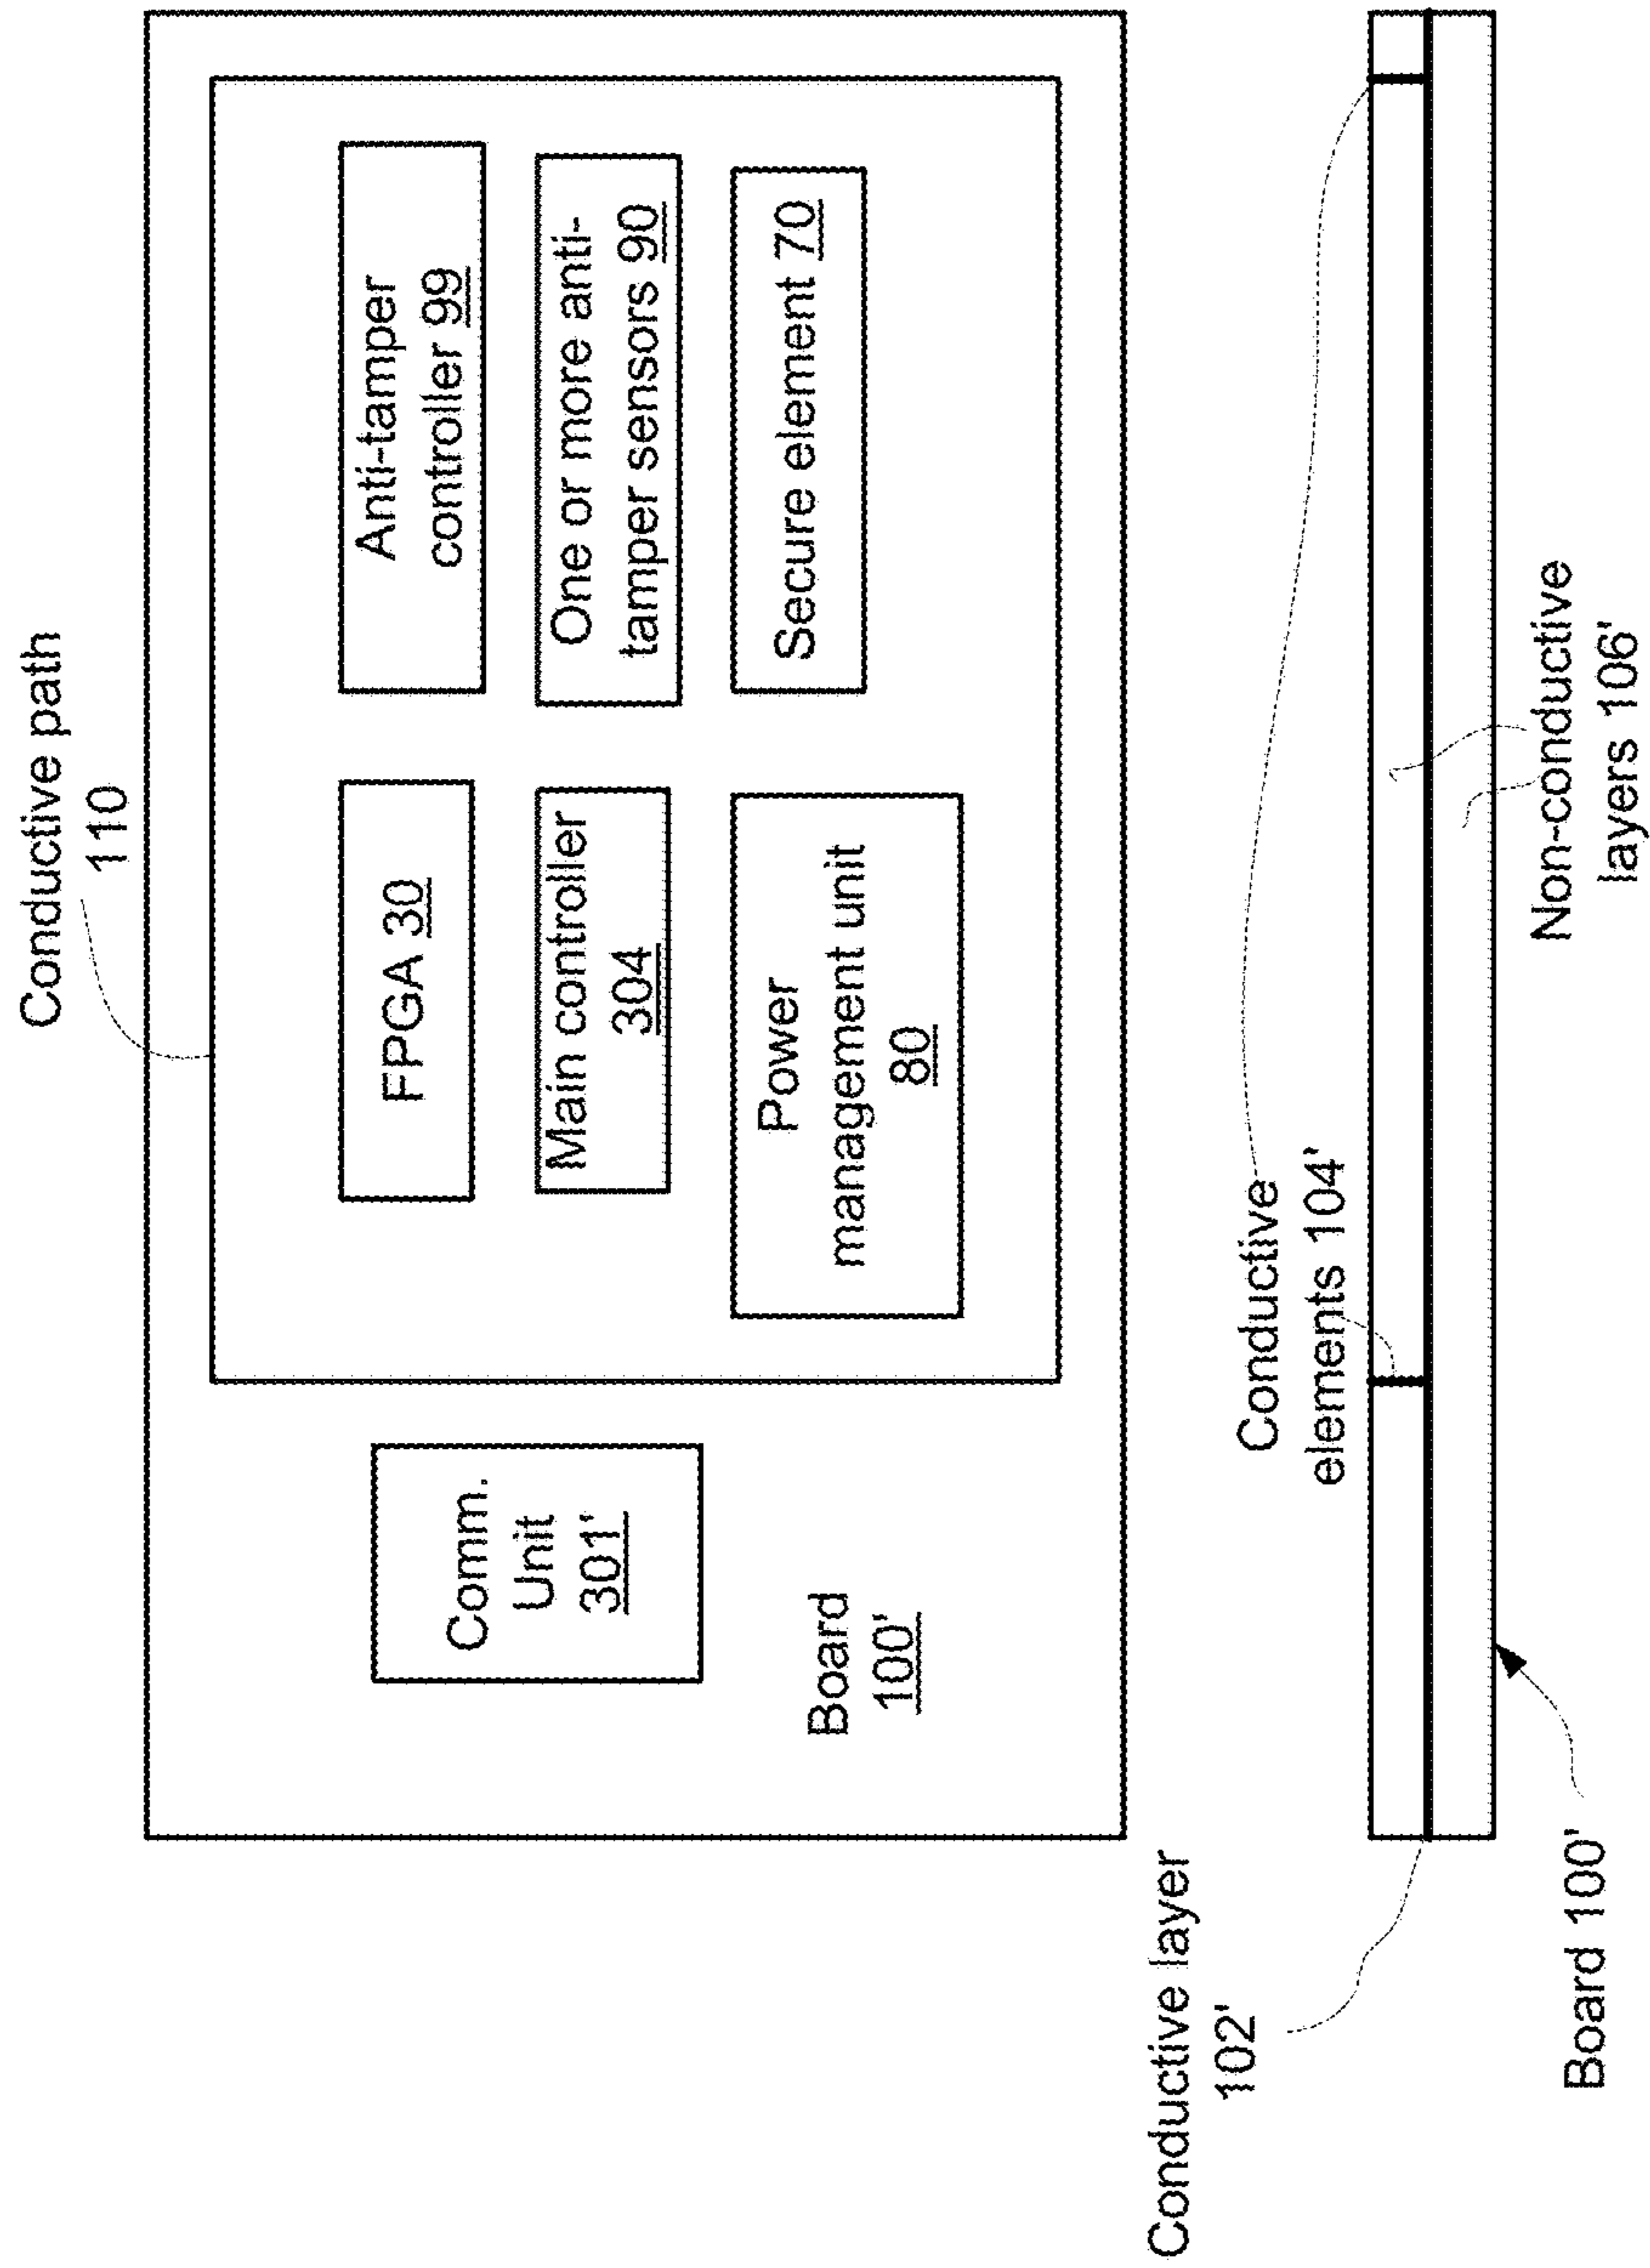 Conductive path
110
FPGA 30
Anti-tamper
controller 99
Comm.
Unit
301'
Main controller
304
One or more anti-
tamper sensors 90
Power
management unit
80
Secure element 70
Board
100'
Conductive layer
102'
Conductive
elements 104'
Board 100'
Non-conductive
layers 106'